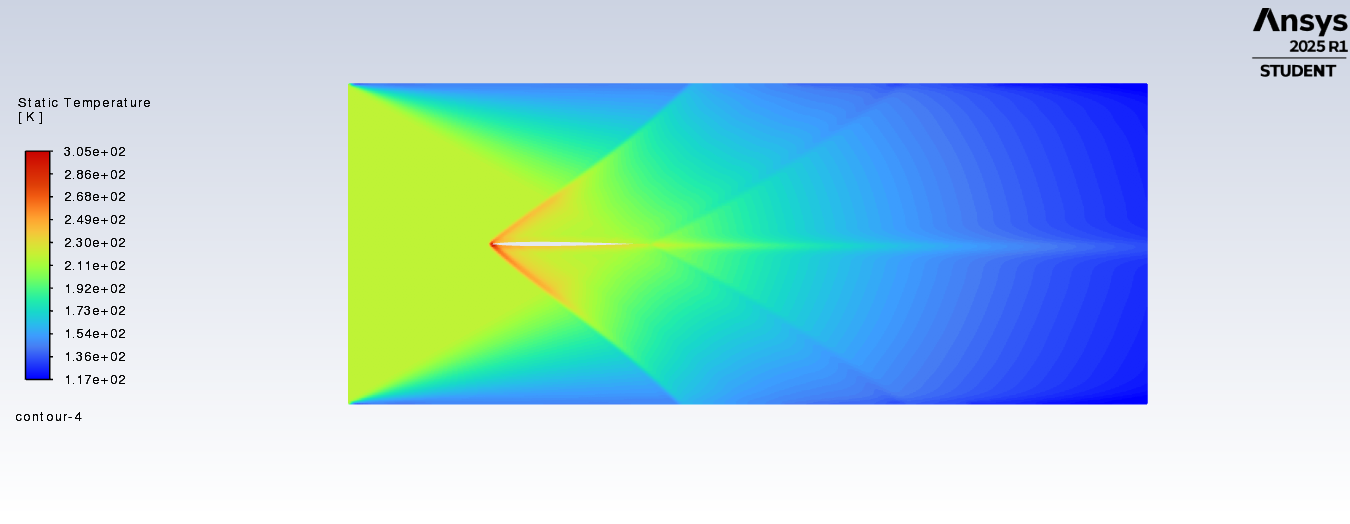 Ansys
2025 R1
STUDENT
Static Temperature
[ K ]
3.05e+02
2.86e+02
2.68e+02
2.49e+02
2.30e+02
2.11e+02
1.92e+02
1.73e+02
1.54e+02
1.36e+02
1.17e+02
contour-4